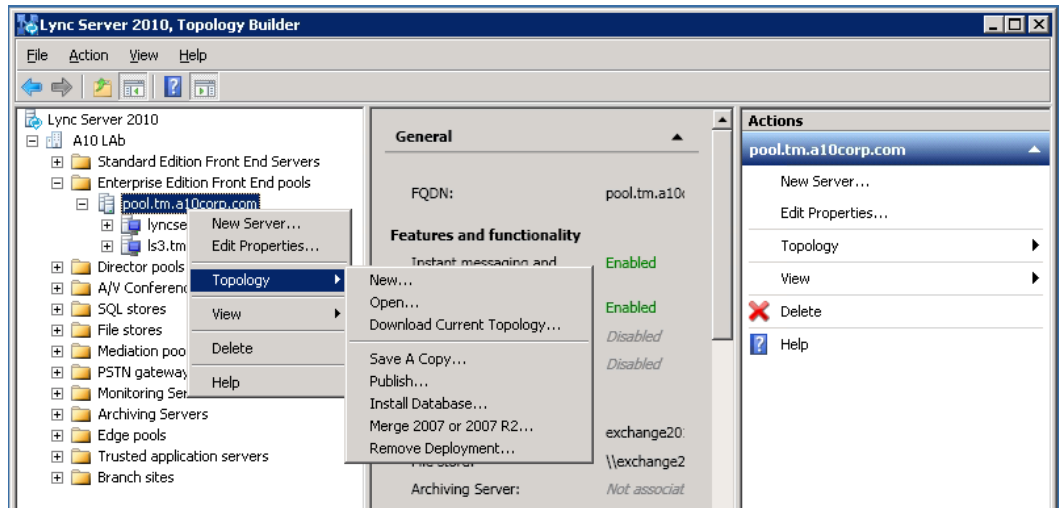 Lync Server 2010, Topology Builder
File Action View Help
Lync Server 2010
A10 LAb
Standard Edition Front End Servers
Enterprise Edition Front End pools
pool.tm.a10corp.com
lyncse
ls3.tm
Director pools
A/V Conferenc
SQL stores
File stores
Mediation poo
PSTN gateway
Monitoring Ser
Archiving Servers
Edge pools
Trusted application servers
Branch sites
New Server...
Edit Properties...
Topology
View
Delete
Help
New...
Open...
Download Current Topology...
Save A Copy...
Publish...
Install Database...
Merge 2007 or 2007 R2...
Remove Deployment...
General
FQDN: pool.tm.a10c
Features and functionality
Instant messaging and Enabled
Enabled
Disabled
Disabled
exchange20
File store: \\exchange2
Archiving Server: Not associat
Actions
pool.tm.a10corp.com
New Server...
Edit Properties...
Topology
View
Delete
Help